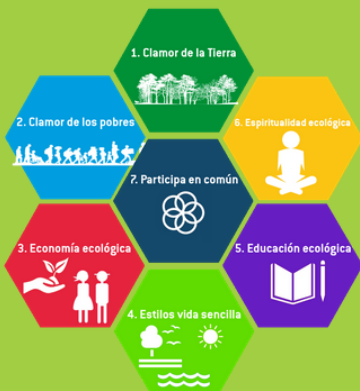 1. Clamor de la Tierra
2. Clamor de los pobres
3. Economía ecológica
4. Estilos vida sencilla
5. Educación ecológica
6. Espiritualidad ecológica
7. Participa en común